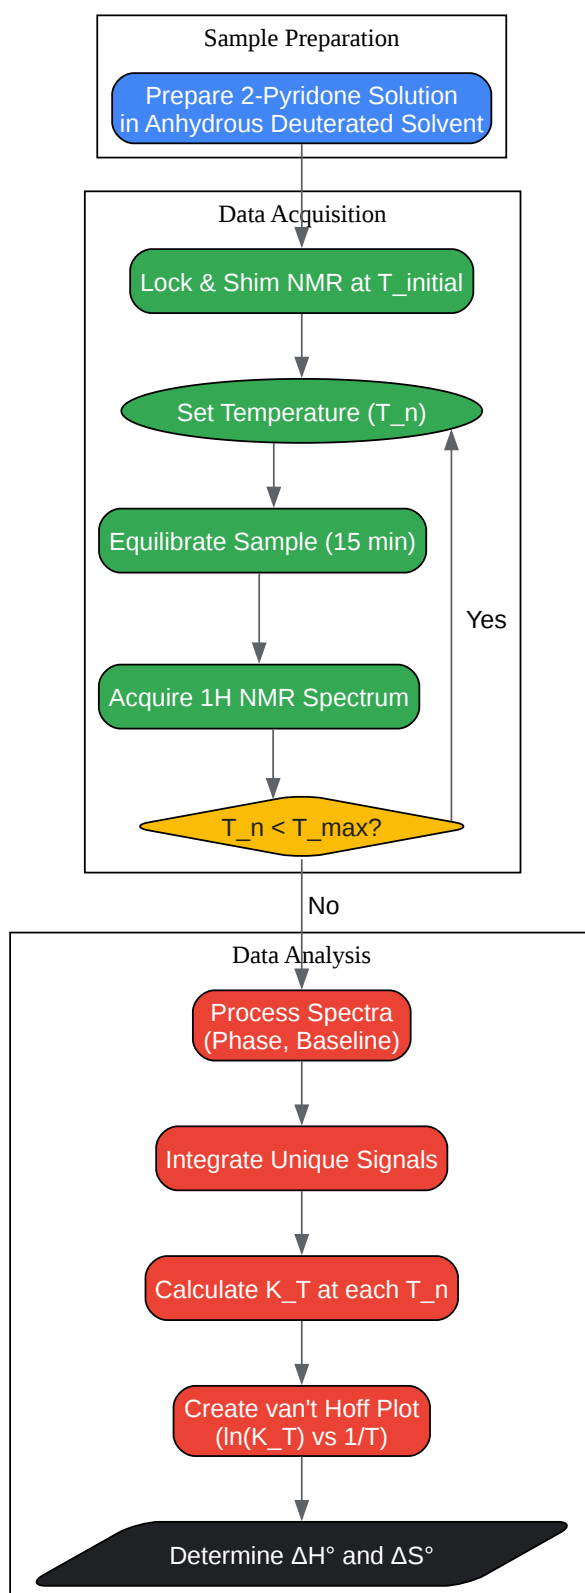 Sample Preparation
Prepare 2-Pyridone Solution
in Anhydrous Deuterated Solvent
Data Acquisition
Lock & Shim NMR at T_initial
Set Temperature (T_n)
Equilibrate Sample (15 min)
Yes
Acquire 1H NMR Spectrum
T_n < T_max?
No
Data Analysis
Process Spectra
(Phase, Baseline)
Integrate Unique Signals
Calculate K_T at each T_n
Create van't Hoff Plot
(ln(K_T) vs 1/T)
Determine ΔH° and ΔS°